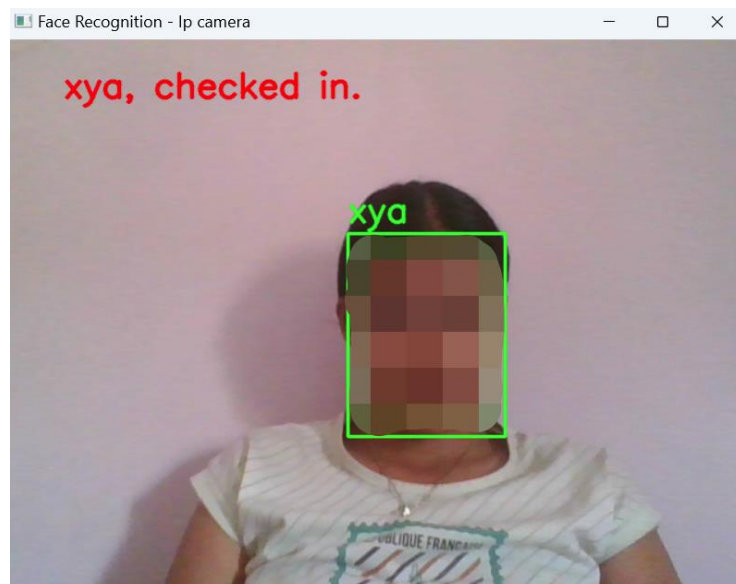 Face Recognition - Ip camera
xya, checked in.
xya